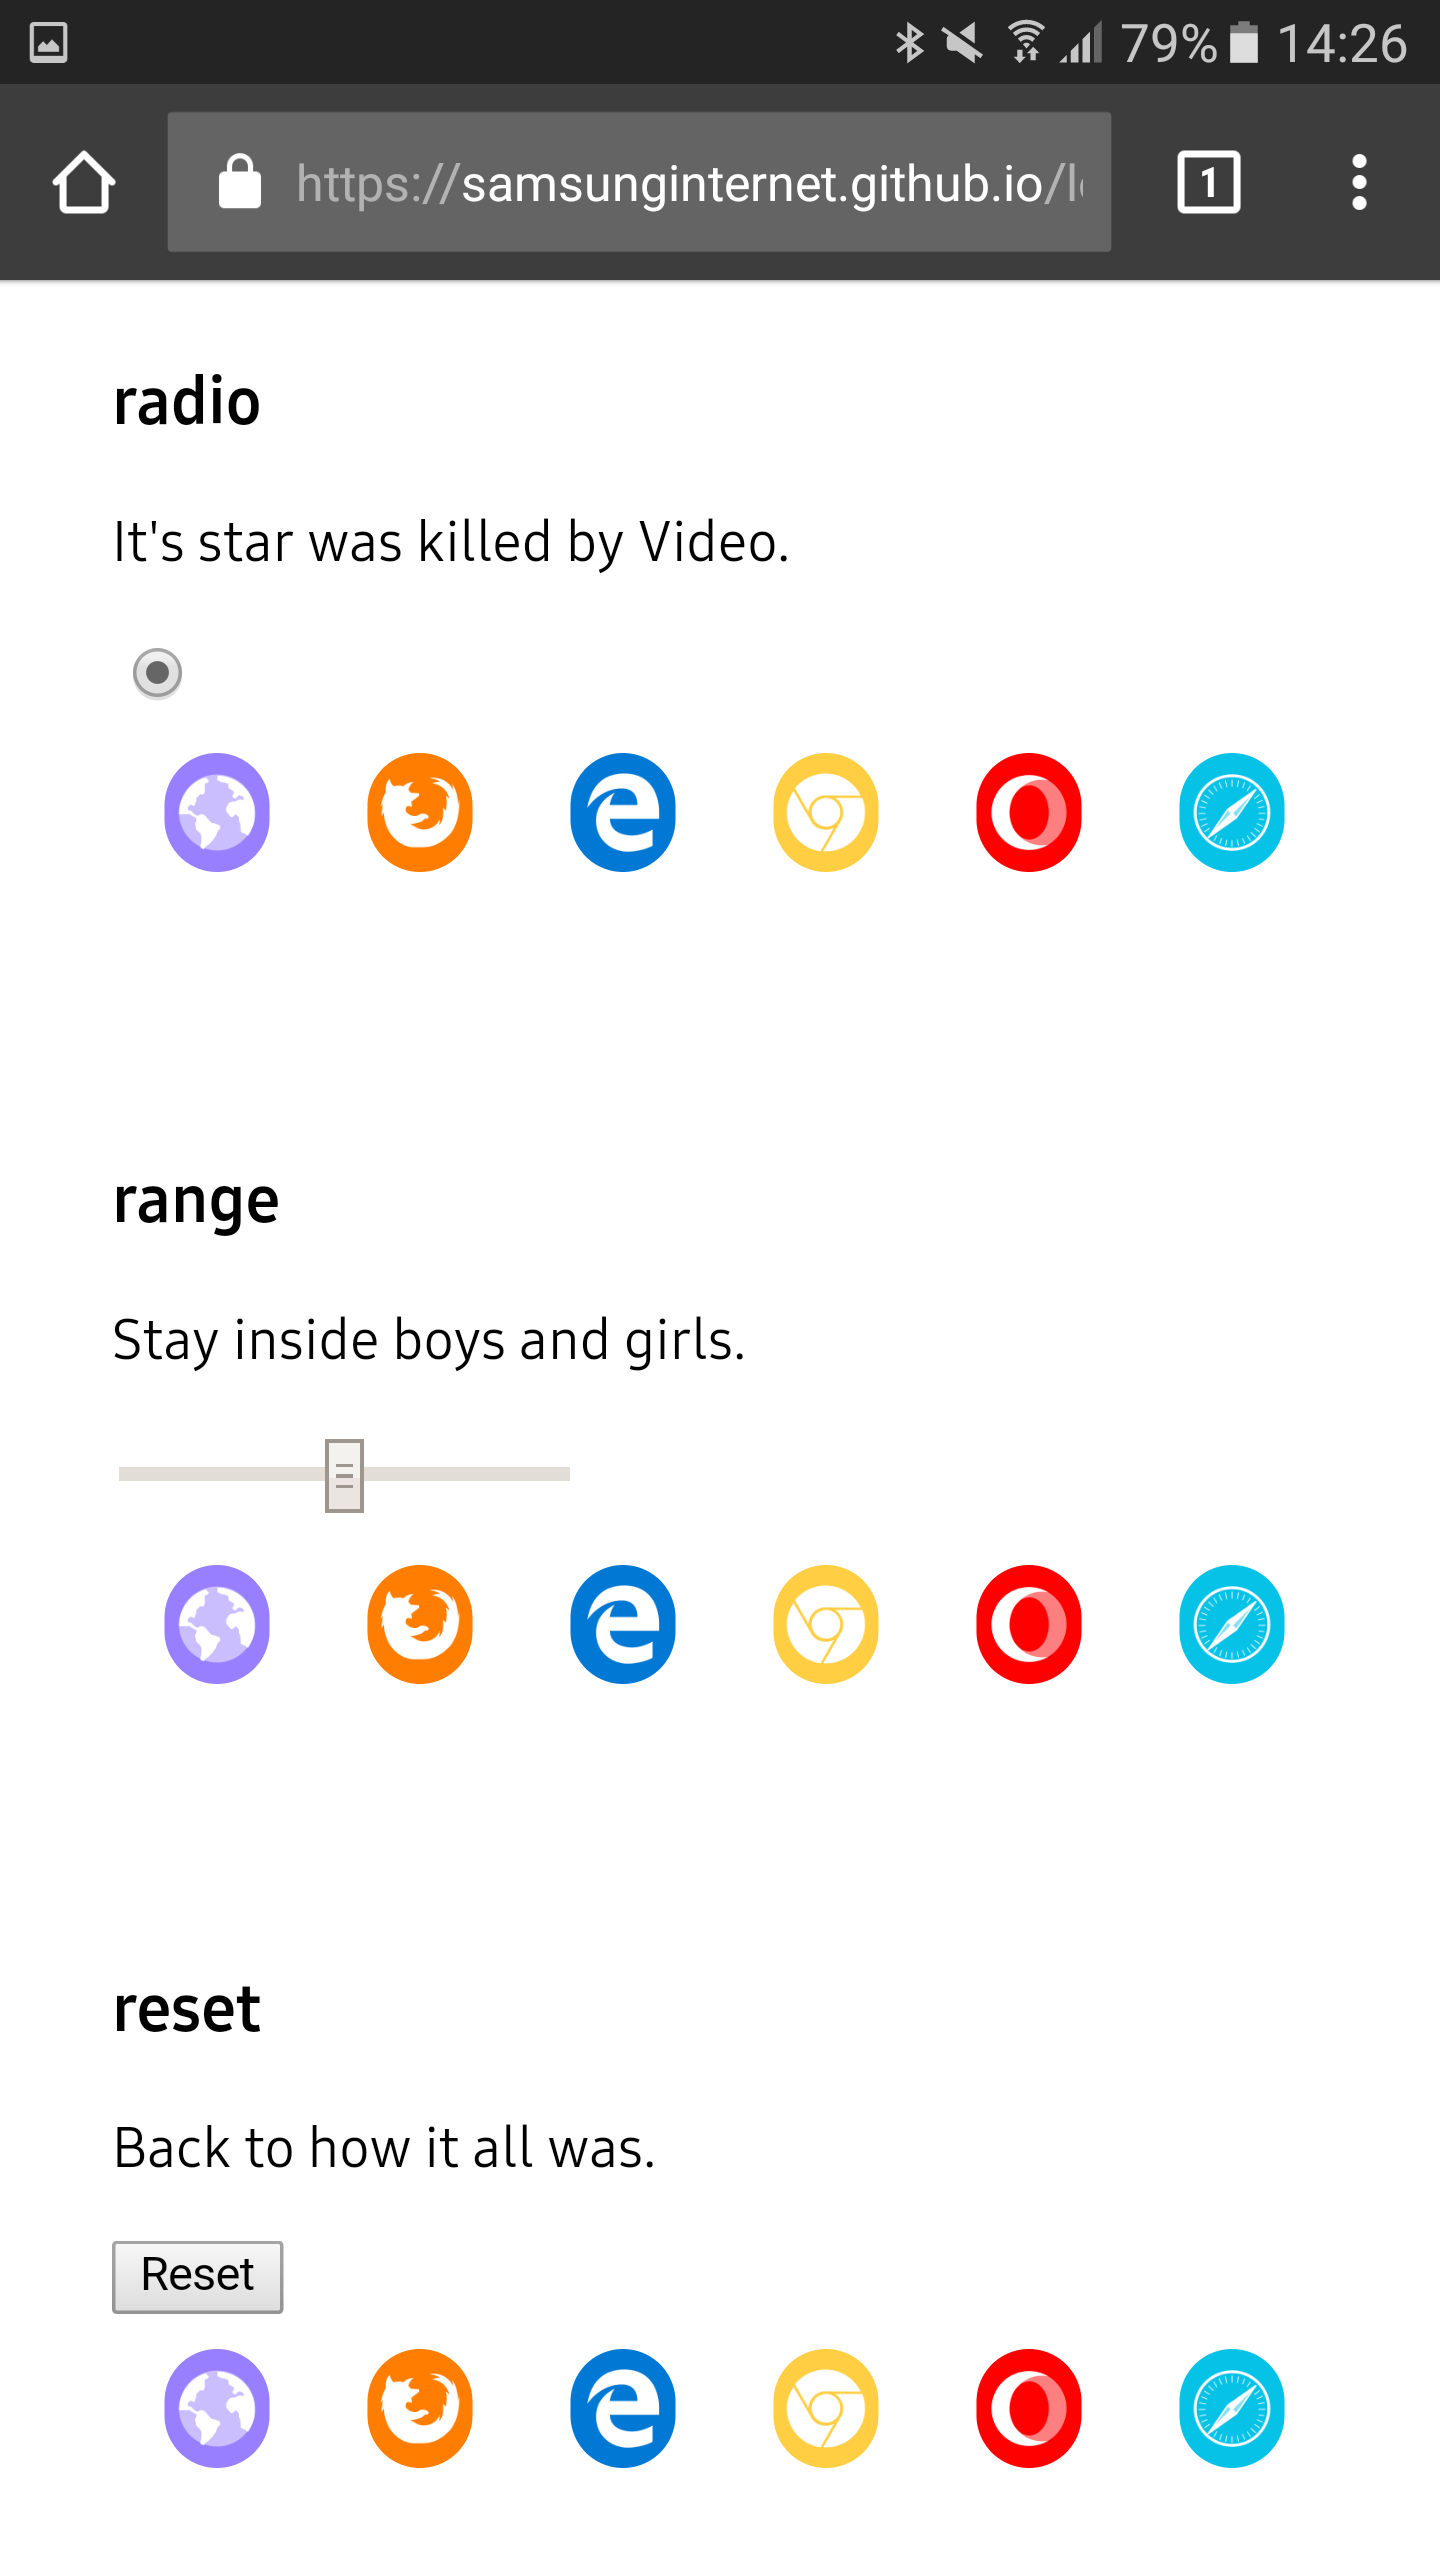 79% 14:26
https://samsunginternet.github.io/
1
radio
It's star was killed by Video.
range
Stay inside boys and girls.
reset
Back to how it all was.
Reset